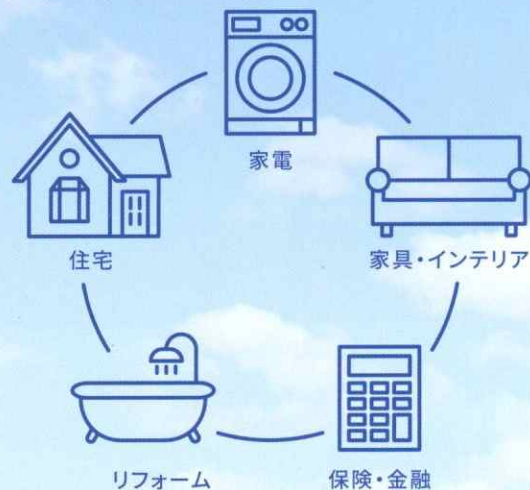 家電
住宅
家具・インテリア
リフォーム
保険・金融